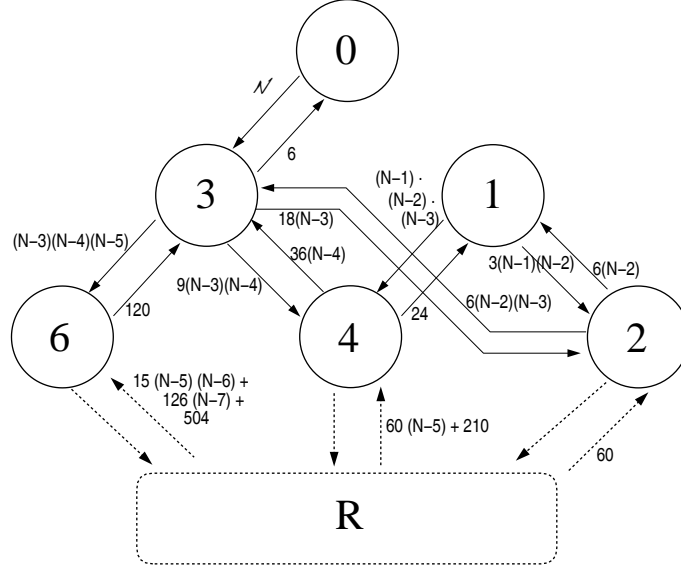 0
N
6
3
1
(N−1) ·
(N−2) ·
(N−3)
18(N−3)
(N−3)(N−4)(N−5)
36(N−4)
3(N−1)(N−2)
6(N−2)
9(N−3)(N−4)
120
24
6(N−2)(N−3)
6
4
2
15 (N−5) (N−6) +
126 (N−7) +
504
60 (N−5) + 210
60
R